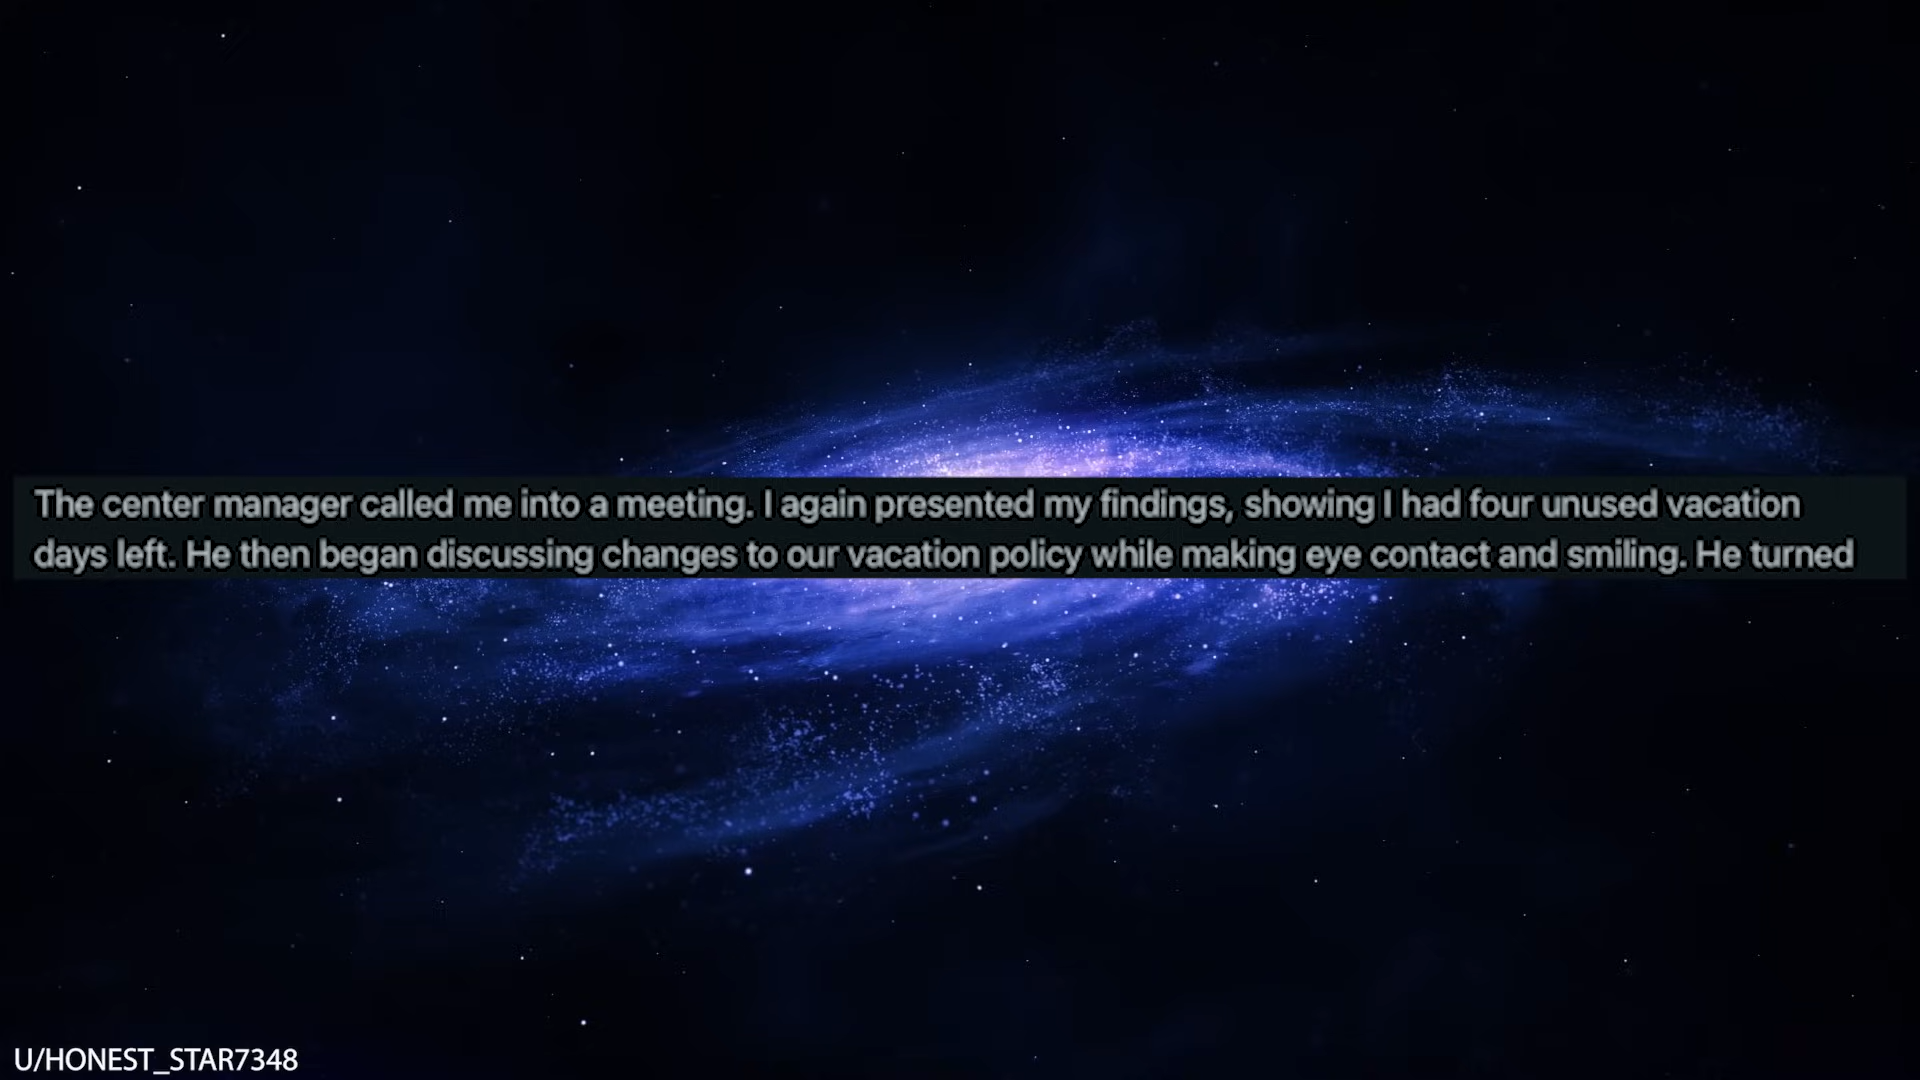 The center manager called me into a meeting. I again presented my findings, showing I had four unused vacation
days left. He then began discussing changes to our vacation policy while making eye contact and smiling. He turned
U/HONEST_STAR7348